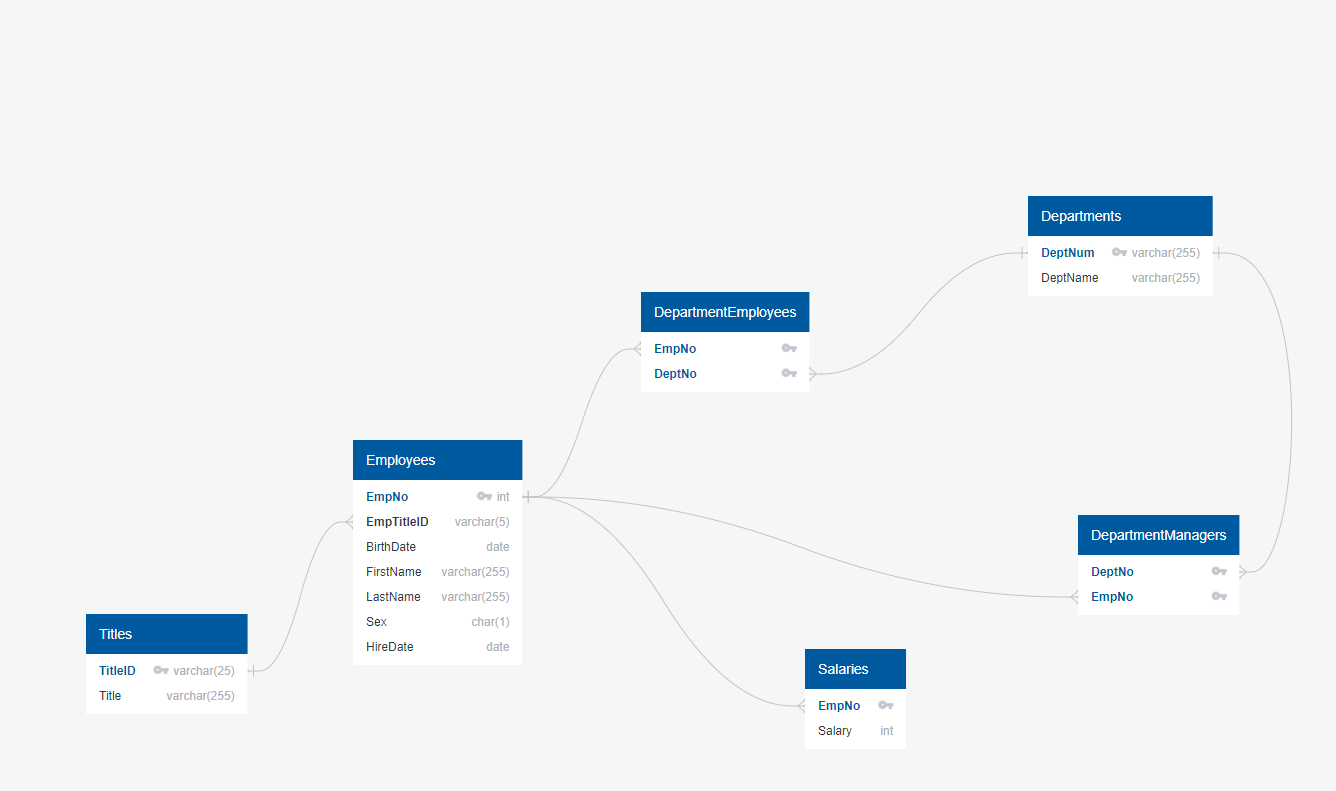 Departments
DeptNum varchar(255)
DeptName varchar(255)
DepartmentEmployees
EmpNo
DeptNo
Employees
EmpNo int
EmpTitleID varchar(5)
BirthDate date
FirstName varchar(255)
LastName varchar(255)
Sex char(1)
HireDate date
DepartmentManagers
DeptNo
EmpNo
Titles
TitleID varchar(25)
Title varchar(255)
Salaries
EmpNo
Salary int